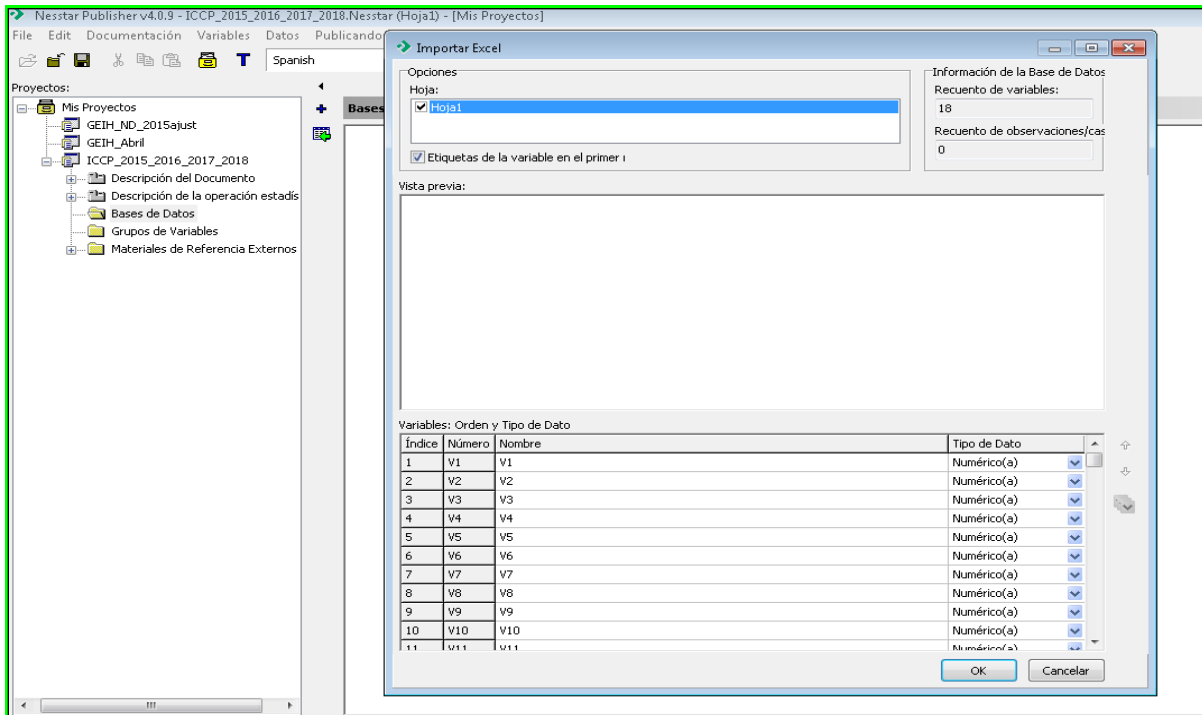 Nesstar Publisher v4.0.9 - ICCP_2015_2016_2017_2018.Nesstar (Hoja1) - [Mis Proyectos]
File Edit Documentación Variables Datos Publicando
Spanish
Proyectos:
Mis Proyectos
GEIH_ND_2015ajust
GEIH_Abril
ICCP_2015_2016_2017_2018
Descripción del Documento
Descripción de la operación estadís
Bases de Datos
Grupos de Variables
Materiales de Referencia Externos
Bases
Importar Excel
Opciones
Hoja:
Hoja1
Etiquetas de la variable en el primer
Información de la Base de Datos
Recuento de variables:
18
Recuento de observaciones/cas
0
Vista previa:
Variables: Orden y Tipo de Dato
Índice Número Nombre Tipo de Dato
1 V1 V1 Numérico(a)
2 V2 V2 Numérico(a)
3 V3 V3 Numérico(a)
4 V4 V4 Numérico(a)
5 V5 V5 Numérico(a)
6 V6 V6 Numérico(a)
7 V7 V7 Numérico(a)
8 V8 V8 Numérico(a)
9 V9 V9 Numérico(a)
10 V10 V10 Numérico(a)
11 V11 V11 Numérico(a)
OK Cancelar